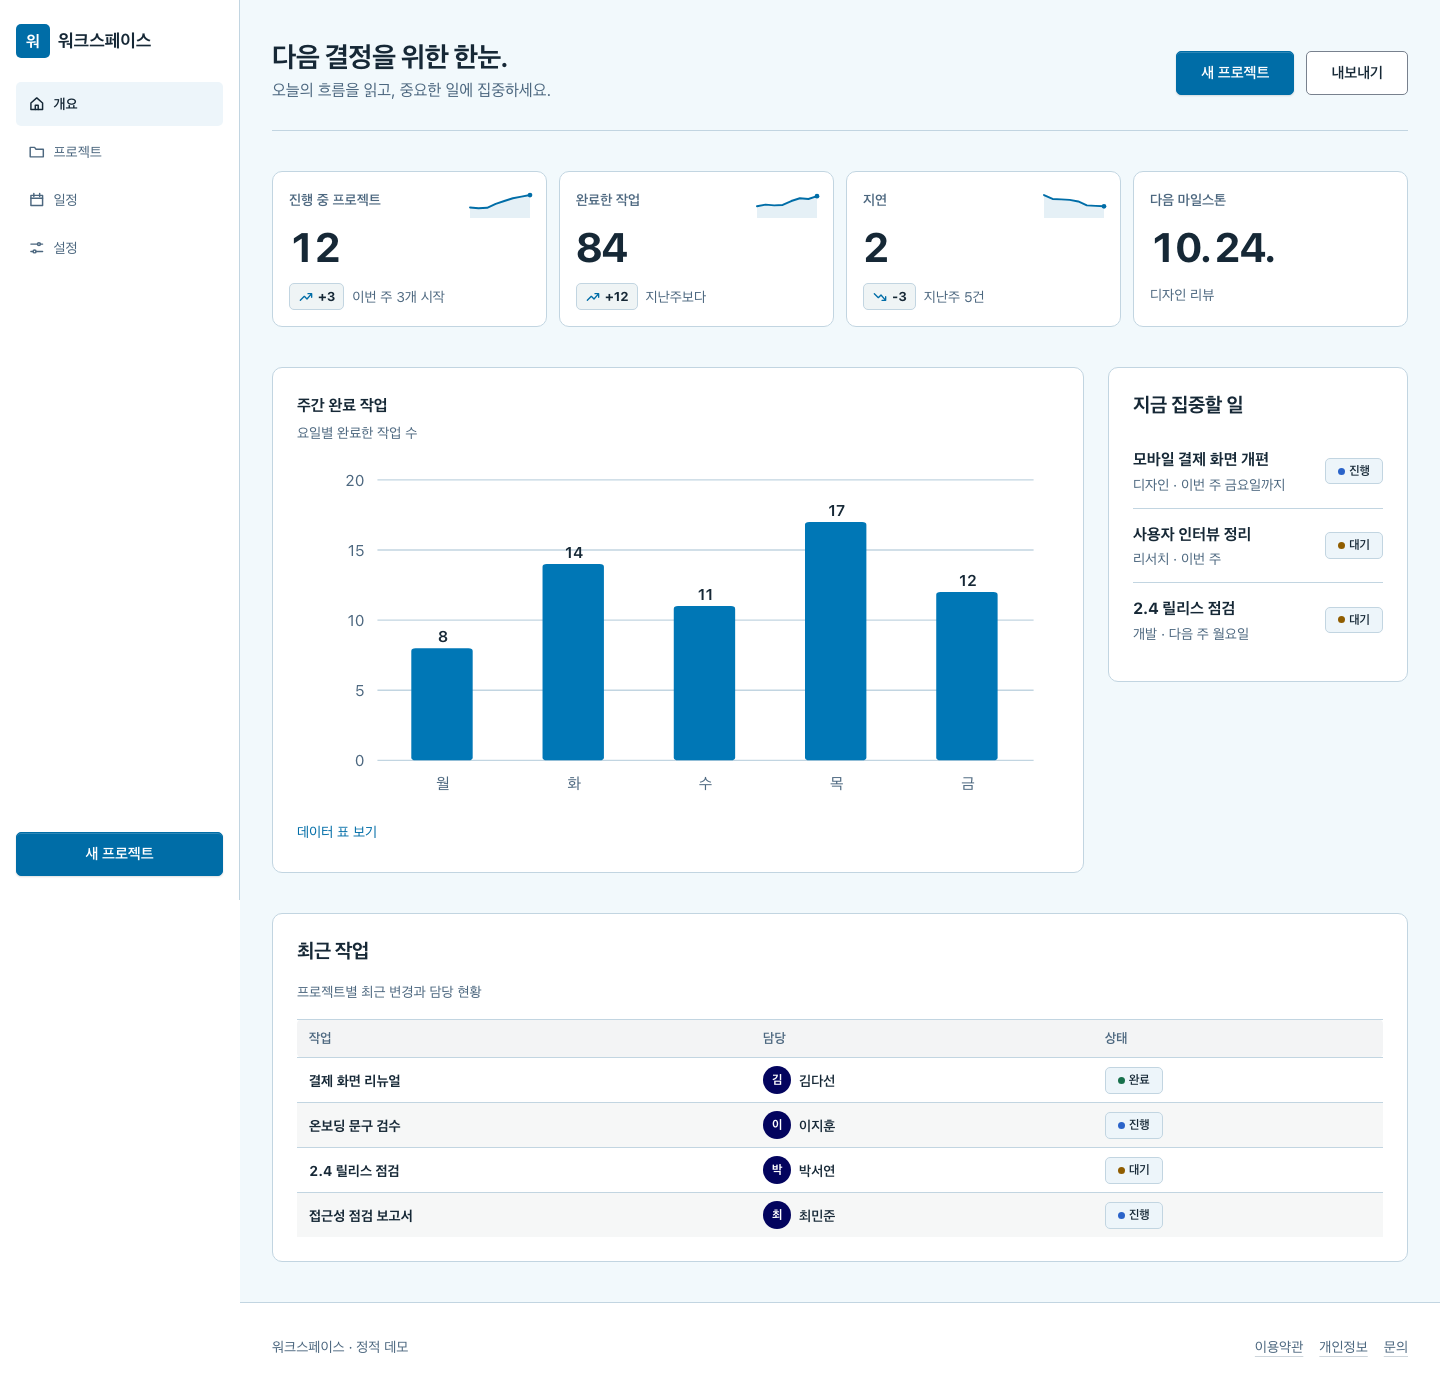 워 워크스페이스
개요
프로젝트
일정
설정
새 프로젝트
다음 결정을 위한 한눈.
오늘의 흐름을 읽고, 중요한 일에 집중하세요.
새 프로젝트
내보내기
진행 중 프로젝트
12
+3 이번 주 3개 시작
완료한 작업
84
+12 지난주보다
지연
2
-3 지난주 5건
다음 마일스톤
10.24.
디자인 리뷰
주간 완료 작업
요일별 완료한 작업 수
20
15
10
5
0
8
14
11
17
12
월 화 수 목 금
데이터 표 보기
지금 집중할 일
모바일 결제 화면 개편
디자인 · 이번 주 금요일까지
진행
사용자 인터뷰 정리
리서치 · 이번 주
대기
2.4 릴리스 점검
개발 · 다음 주 월요일
대기
최근 작업
프로젝트별 최근 변경과 담당 현황
작업 담당 상태
결제 화면 리뉴얼 김 김다선 완료
온보딩 문구 검수 이 이지훈 진행
2.4 릴리스 점검 박 박서연 대기
접근성 점검 보고서 최 최민준 진행
워크스페이스 · 정적 데모
이용약관 개인정보 문의